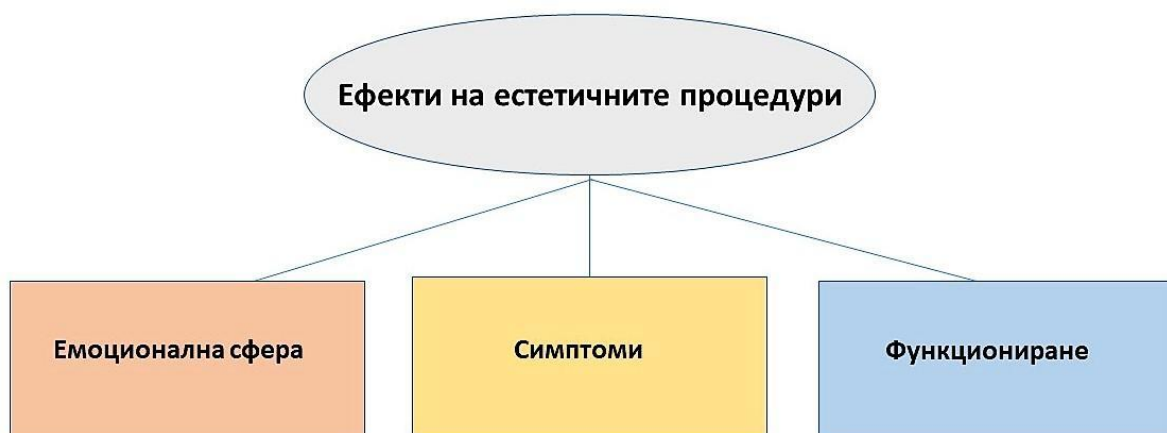 Ефекти на естетичните процедури
Емоционална сфера
Симптоми
Функциониране